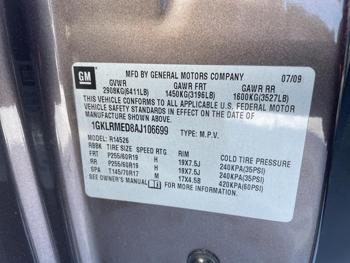 GM
MFD BY GENERAL MOTORS COMPANY 07/09
GVWR GAWR FRT GAWR RR
2908KG(6411LB) 1450KG(3196LB) 1600KG(3527LB)
THIS VEHICLE CONFORMS TO ALL APPLICABLE U.S. FEDERAL MOTOR
VEHICLE SAFETY STANDARDS IN EFFECT ON THE DATE OF
MANUFACTURE SHOWN ABOVE.
1GKLRMED8AJ106699 TYPE: M.P.V.
MODEL: R14526
RBBK TIRE SIZE SPEED RTG RIM COLD TIRE PRESSURE
FRT P255/60R19 H 19X7.5J 240KPA(35PSI)
RR P255/60R19 H 19X7.5J 240KPA(35PSI)
SPA T145/70R17 M 17X4.5B 420KPA(60PSI)
SEE OWNER'S MANUAL FOR MORE INFORMATION.